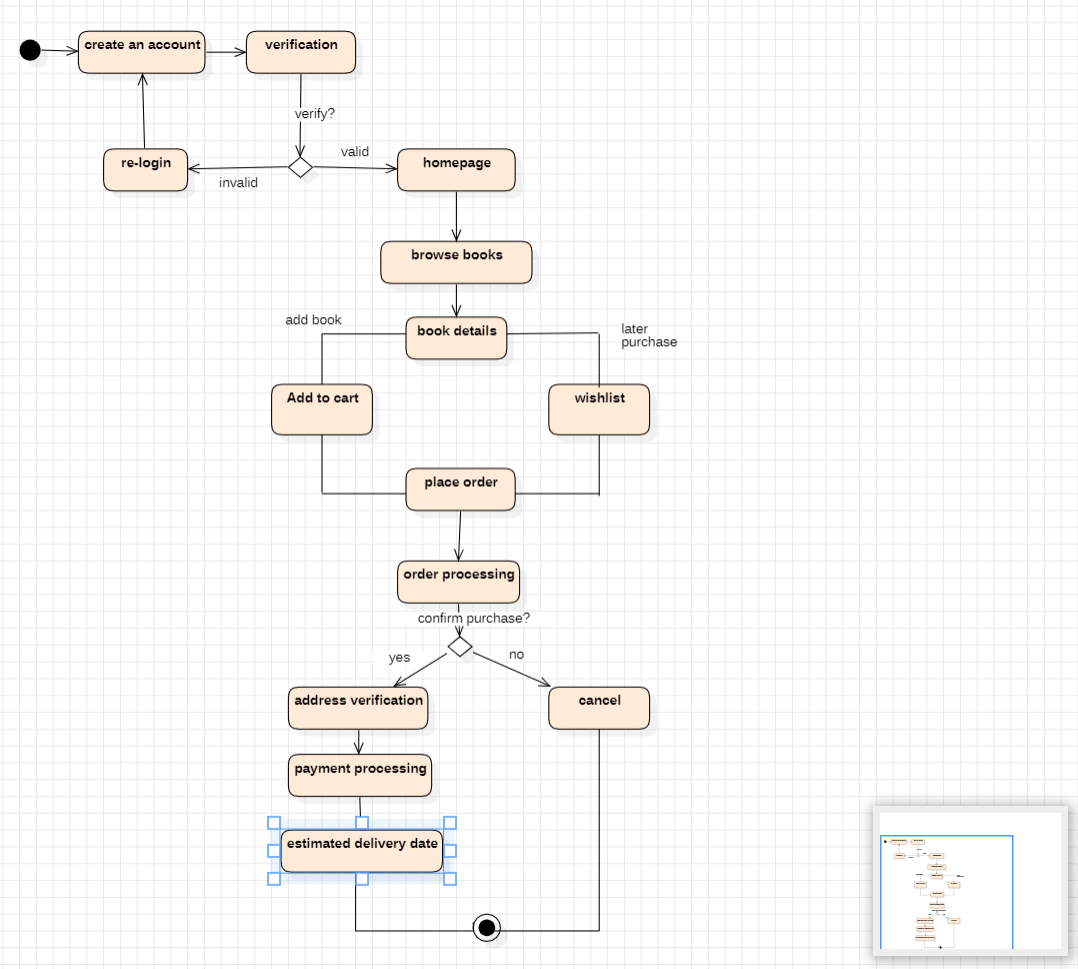 create an account
verification
verify?
valid
re-login
homepage
invalid
browse books
add book
book details
later
purchase
Add to cart
wishlist
place order
order processing
confirm purchase?
yes
no
address verification
cancel
payment processing
estimated delivery date